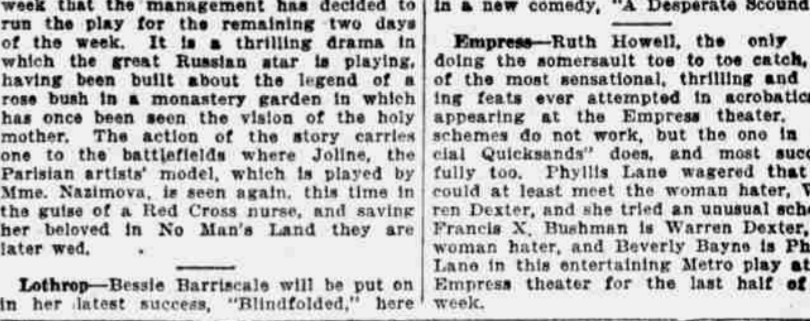 week that the management has decided to
run the play for the remaining two days
of the week. It is a thrilling drama in
which the great Russian star is playing,
having been built about the legend of a
rose bush in a monastery garden in which
has once been seen the vision of the holy
mother. The action of the story carries
one to the battlefields where Joline, the
Parisian artists' model, which is played by
Mme. Nazimova, is seen again, this time in
the guise of a Red Cross nurse, and saving
her beloved in No Man's Land they are
later wed.
Lothrop—Bessie Barriscale will be put on
in her latest success, "Blindfolded," here
in a new comedy, "A Desperate Scound
Empress—Ruth Howell, the only
doing the somersault toe to toe catch,
of the most sensational, thrilling and
ing feats ever attempted in acrobatic
appearing at the Empress theater.
schemes do not work, but the one in
cial Quicksands" does, and most succ
fully too. Phyllis Lane wagered that
could at least meet the woman hater,
ren Dexter, and she tried an unusual sch
Francis X. Bushman is Warren Dexter,
woman hater, and Beverly Bayne is Ph
Lane in this entertaining Metro play at
Empress theater for the last half of
week.